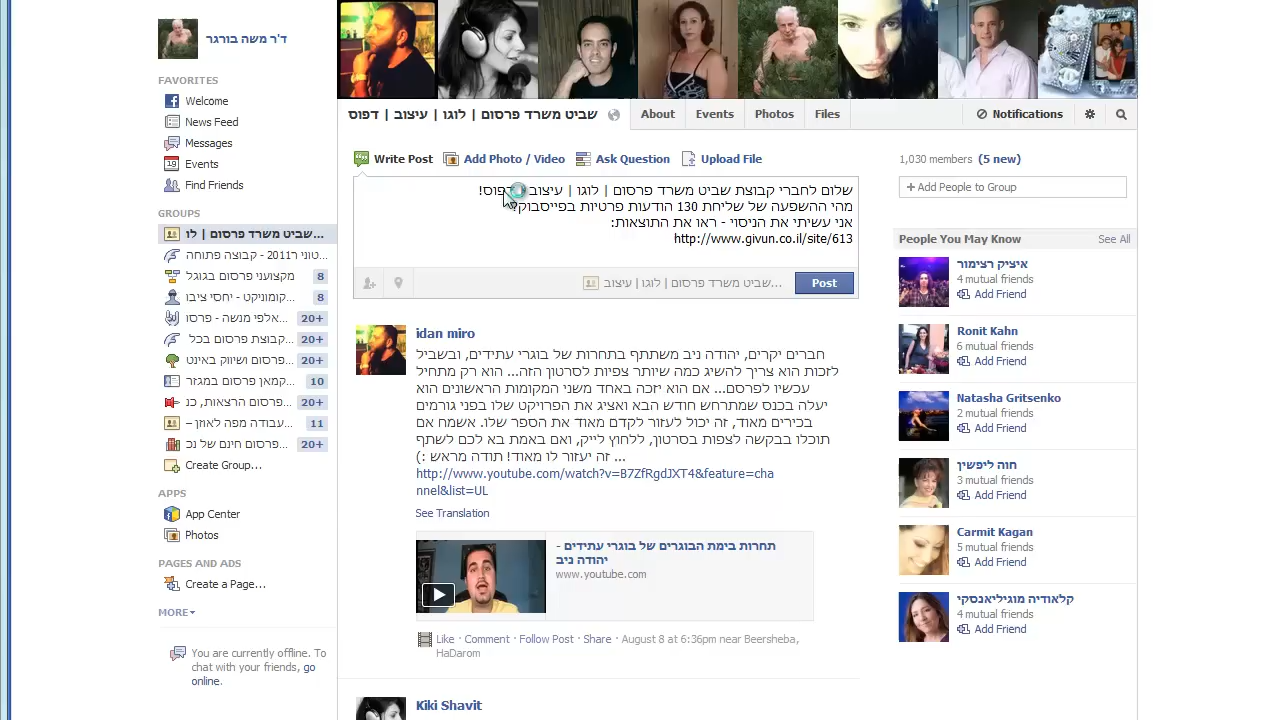 ד'ר משה בורגר
FAVORITES
Welcome
News Feed
Messages
19 Events
Find Friends
GROUPS
שביט משרד פרסום | לו...
טוני ר2011 - קבוצה פתוחה...
מקצועני פרסום בגוגל 8
קומוניקט - יחסי ציבו... 8
אלפי מנשה - פרסו... 20+
קבוצת פרסום בכל... 20+
פרסום ושיווק באינט... 20+
קמאן פרסום במגזר... 10
פרסום הרצאות, כנ... 20+
עבודה מפה לאוזן –... 11
פרסום חינם של נכ... 20+
Create Group...
APPS
App Center
Photos
PAGES AND ADS
Create a Page...
MORE
You are currently offline. To
chat with your friends, go
online.
שביט משרד פרסום | לוגו | עיצוב | דפוס
About Events Photos Files
Notifications
Write Post Add Photo / Video Ask Question Upload File
שלום לחברי קבוצת שביט משרד פרסום | לוגו | עיצוב | דפוס!
מהי ההשפעה של שליחת 130 הודעות פרטיות בפייסבוק?
אני עשיתי את הניסוי - ראו את התוצאות:
http://www.givun.co.il/site/613
שביט משרד פרסום | לוגו | עיצוב...
Post
idan miro
חברים יקרים, יהודה ניב משתתף בתחרות של בוגרי עתידים, ובשביל
לזכות הוא צריך להשיג כמה שיותר צפיות לסרטון הזה... הוא רק מתחיל
עכשיו לפרסם... אם הוא יזכה באחד משני המקומות הראשונים הוא
יעלה בכנס שמתרחש חודש הבא ואציג את הפרויקט שלו בפני גורמים
בכירים מאוד, זה יכול לעזור לקדם מאוד את הספר שלו. אשמח אם
תוכלו בבקשה לצפות בסרטון, ללחוץ לייק, ואם באמת בא לכם לשתף
... זה יעזור לו מאוד! תודה מראש :)
http://www.youtube.com/watch?v=B7ZfRgdJXT4&feature=cha
nnel&list=UL
See Translation
תחרות בימת הבוגרים של בוגרי עתידים -
יהודה ניב
www.youtube.com
Like · Comment · Follow Post · Share · August 8 at 6:36pm near Beersheba,
HaDarom
Kiki Shavit
1,030 members (5 new)
+ Add People to Group
People You May Know See All
איציק רצימור
4 mutual friends
Add Friend
Ronit Kahn
6 mutual friends
Add Friend
Natasha Gritsenko
2 mutual friends
Add Friend
חוה ליפשין
3 mutual friends
Add Friend
Carmit Kagan
5 mutual friends
Add Friend
קלאודיה מוגיליאנסקי
4 mutual friends
Add Friend